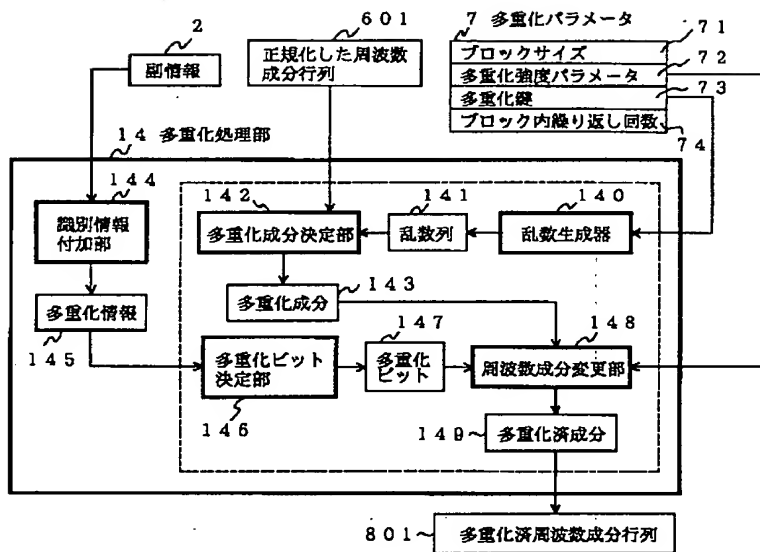 2
副情報
601
正規化した周波数
成分行列
7 多重化パラメータ
71
ブロックサイズ
72
多重化強度パラメータ
73
多重化鍵
ブロック内繰り返し回数
74
14 多重化処理部
144
識別情報
付加部
多重化情報
145
142
多重化成分決定部
141
乱数列
140
乱数生成器
143
多重化成分
146
多重化ビット
決定部
147
多重化
ビット
148
周波数成分変更部
149
多重化済成分
801
多重化済周波数成分行列